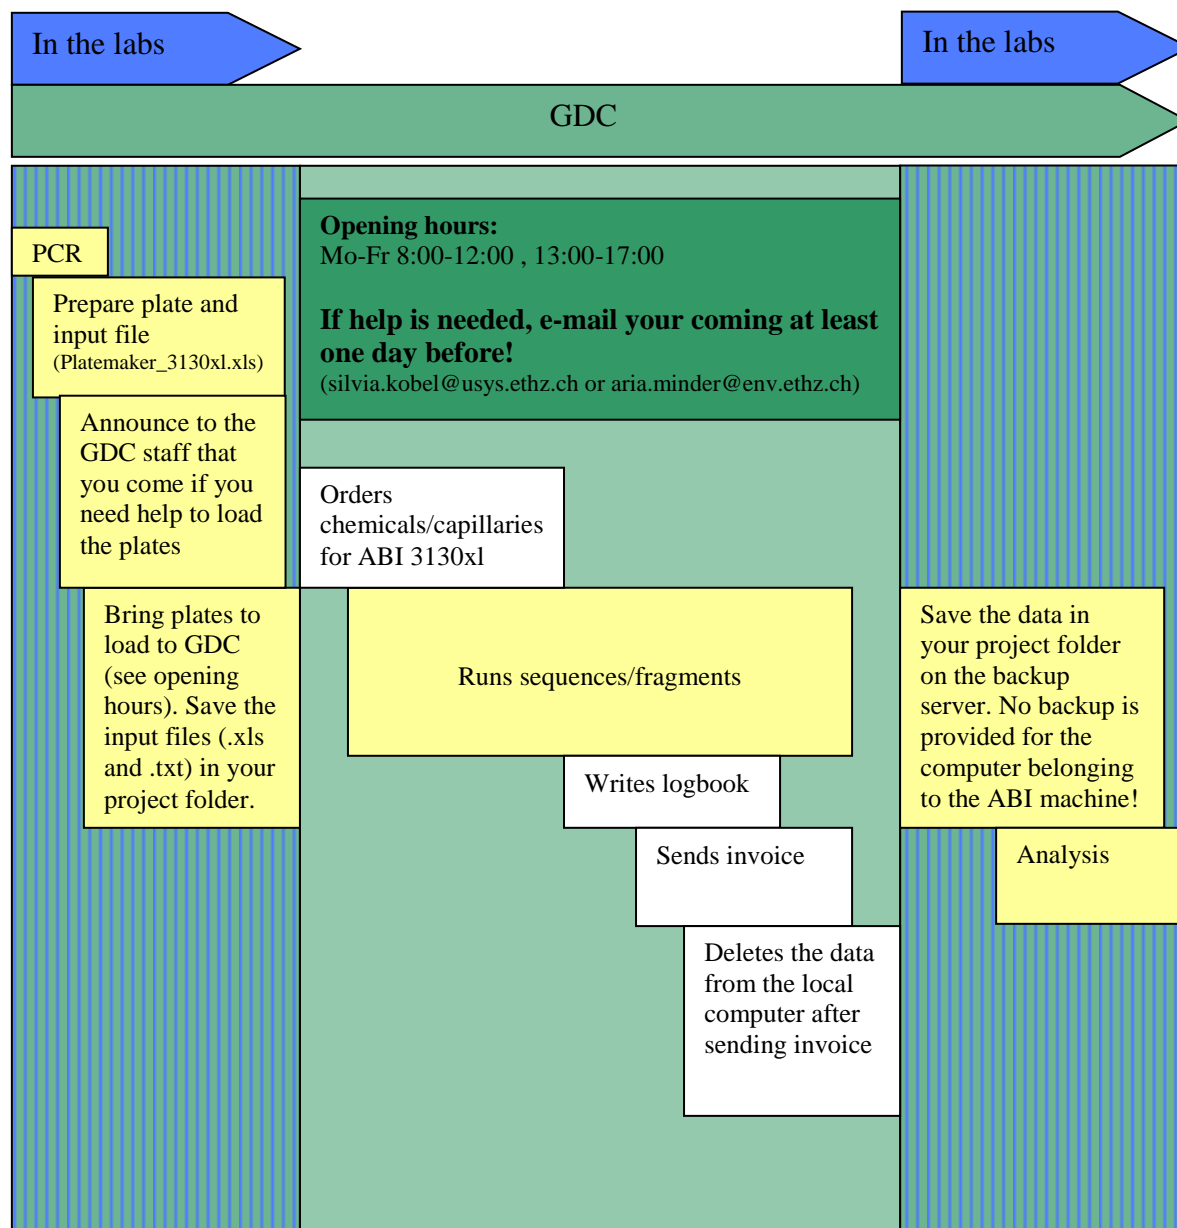 In the labs
In the labs
GDC
Opening hours:
Mo-Fr 8:00-12:00 , 13:00-17:00
If help is needed, e-mail your coming at least
one day before!
(silvia.kobel@usys.ethz.ch or aria.minder@env.ethz.ch)
PCR
Prepare plate and
input file
(Platemaker_3130xl.xls)
Announce to the
GDC staff that
you come if you
need help to load
the plates
Orders
chemicals/capillaries
for ABI 3130xl
Bring plates to
load to GDC
(see opening
hours). Save the
input files (.xls
and .txt) in your
project folder.
Runs sequences/fragments
Save the data in
your project folder
on the backup
server. No backup is
provided for the
computer belonging
to the ABI machine!
Writes logbook
Sends invoice
Analysis
Deletes the data
from the local
computer after
sending invoice